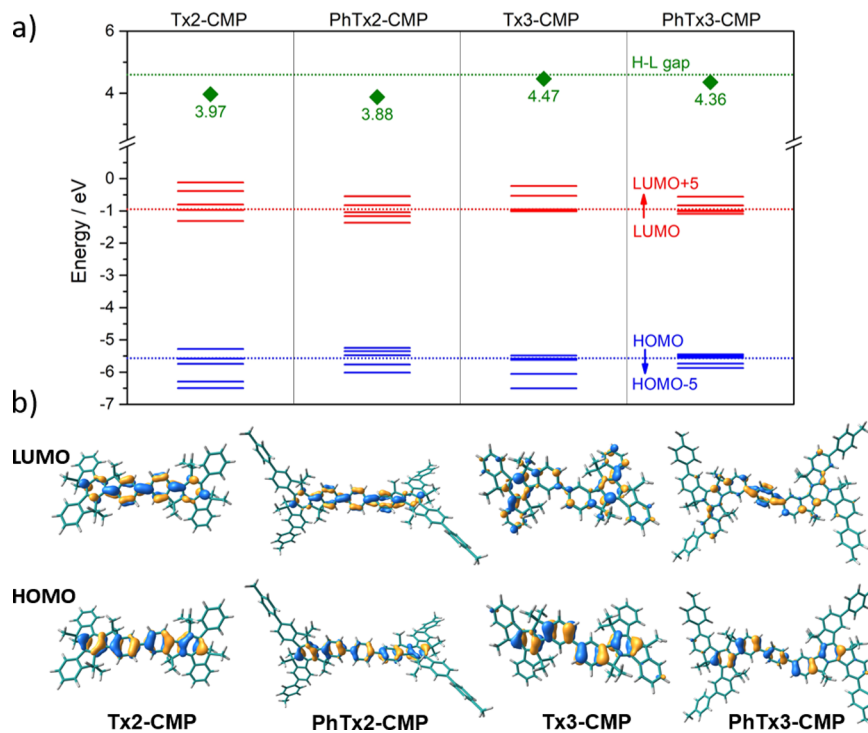 a)
Tx2-CMP PhTx2-CMP Tx3-CMP PhTx3-CMP
6
H-L gap
4
3.97 3.88 4.47 4.36
0
LUMO+5
-1
LUMO
-2
-3
-4
-5
HOMO
-6
HOMO-5
-7
Energy / eV
b)
LUMO
HOMO
Tx2-CMP PhTx2-CMP Tx3-CMP PhTx3-CMP